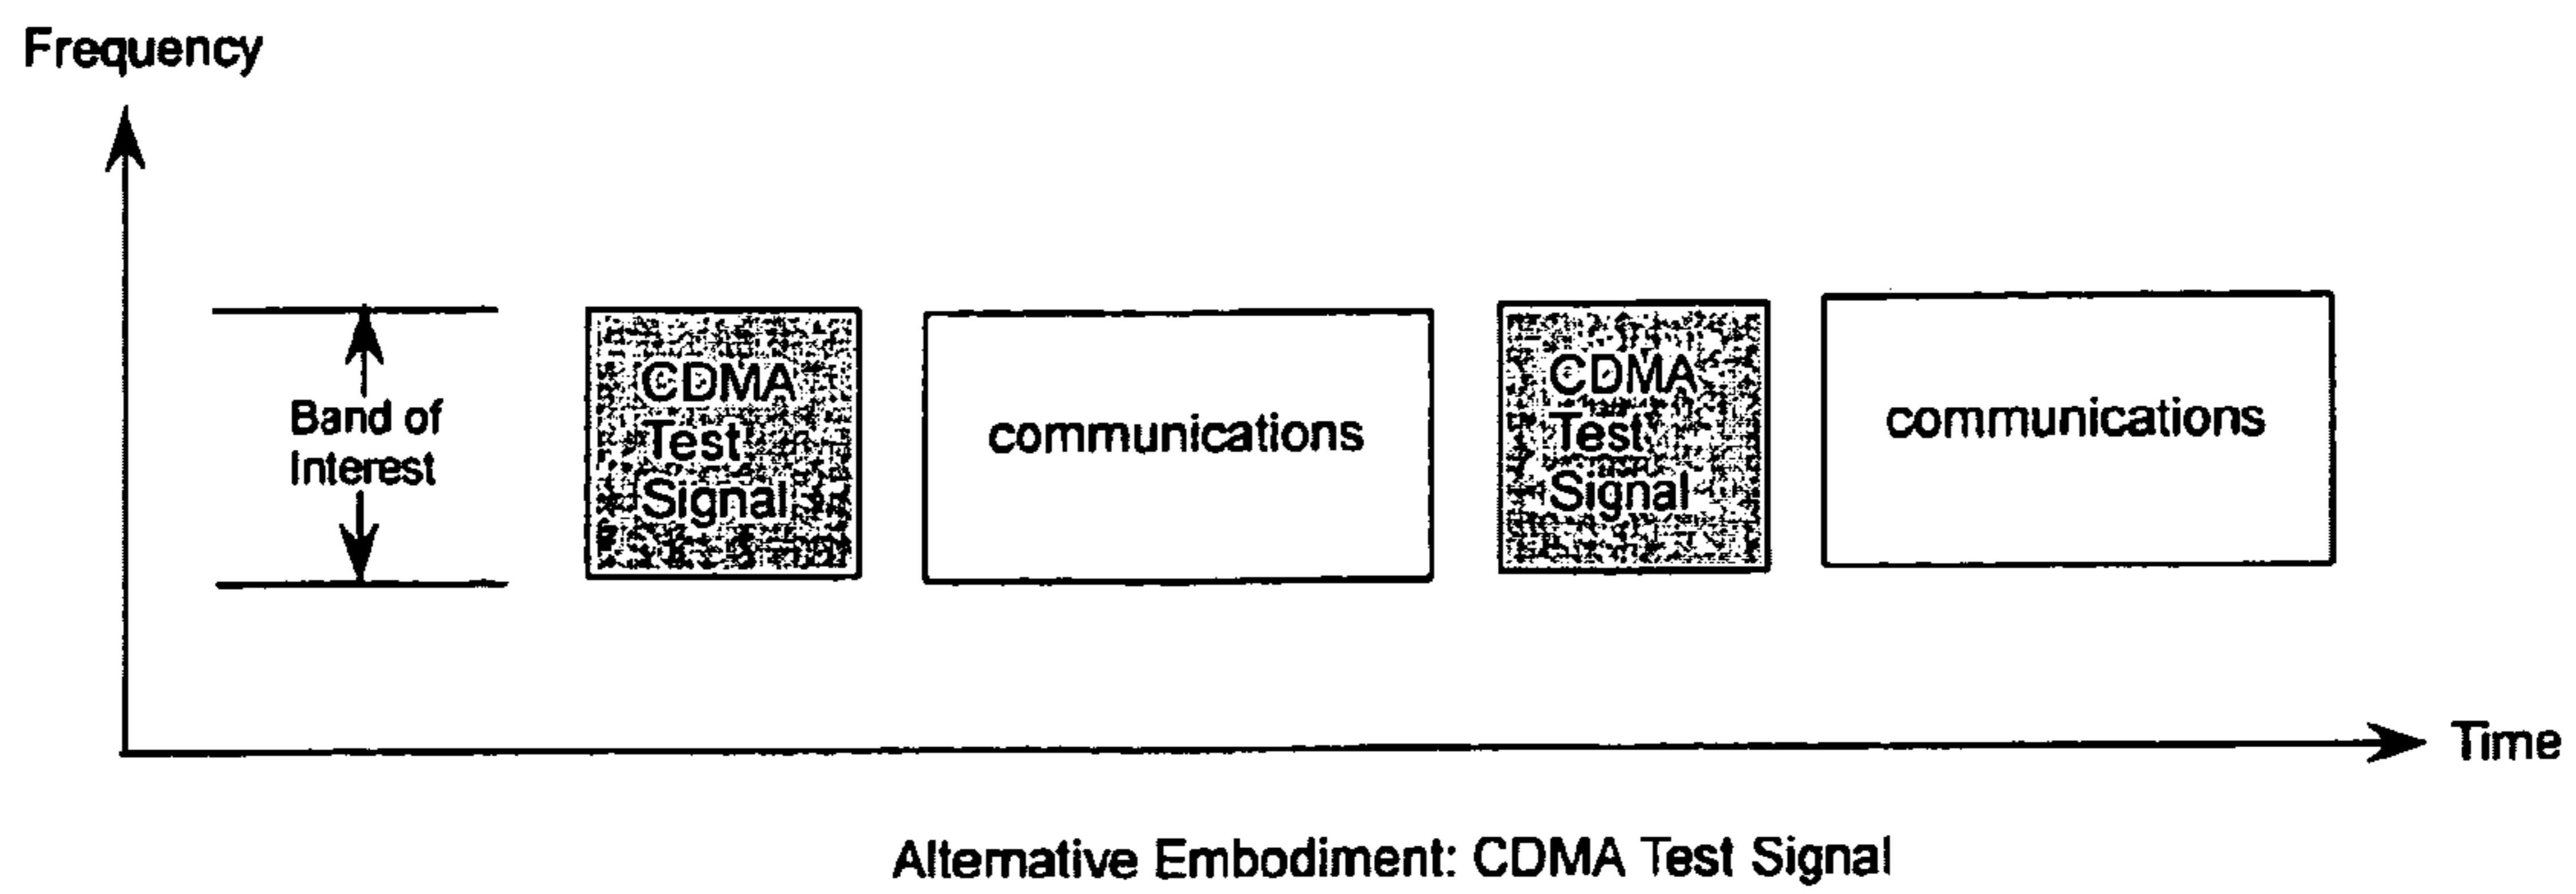 Frequency
Band of
Interest
CDMA
Test
Signal
communications
CDMA
Test
Signal
communications
Time
Alternative Embodiment: CDMA Test Signal